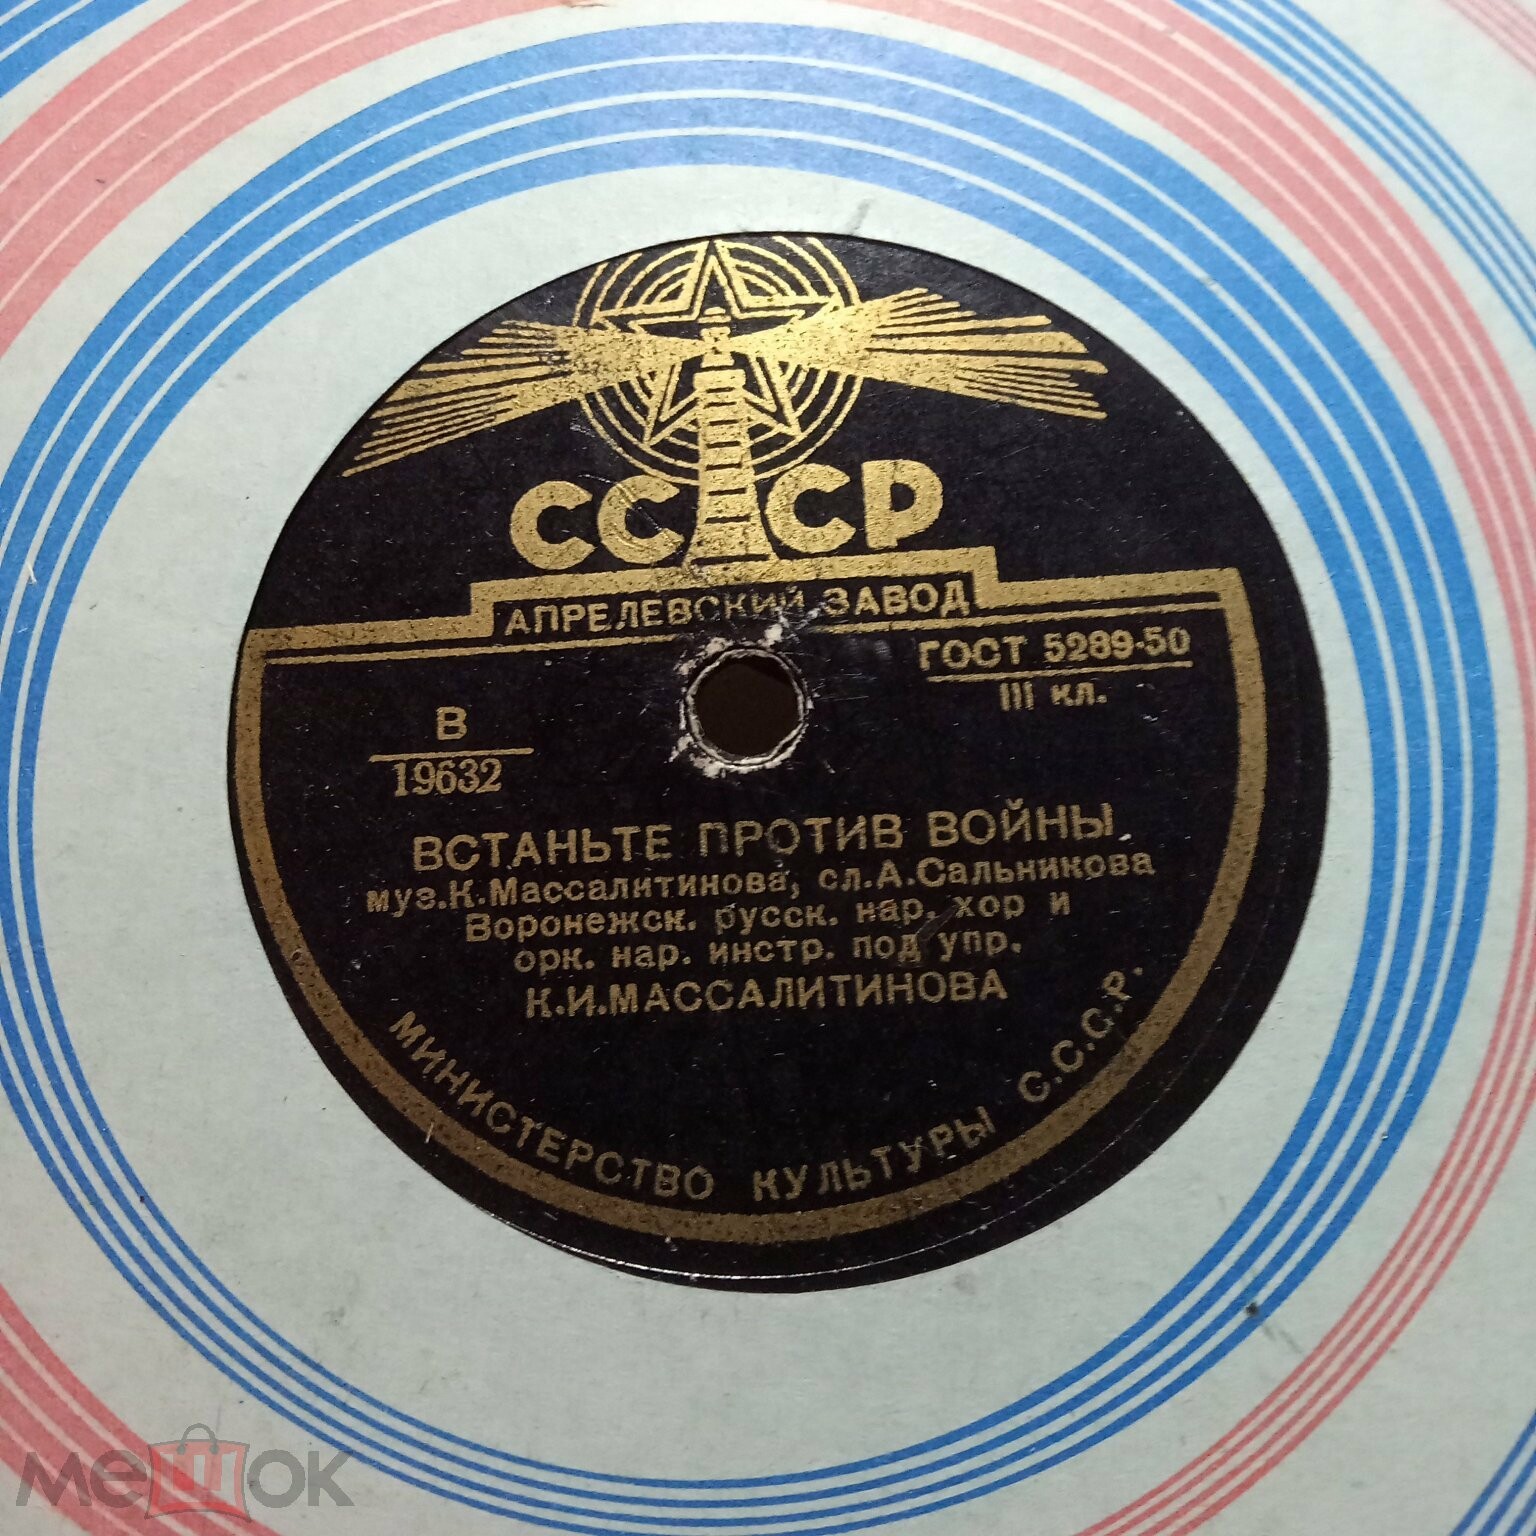 СССР
АПРЕЛЕВСКИЙ ЗАВОД
ГОСТ 5289-50
III кл.
В
19632
ВСТАНЬТЕ ПРОТИВ ВОЙНЫ
муз.К.Массалитинова, сл.А.Сальникова
Воронежск. русск. нар. хор и
орк. нар. инстр. под упр.
К.И.МАССАЛИТИНОВА
МИНИСТЕРСТВО КУЛЬТУРЫ С.С.С.Р.
мешок